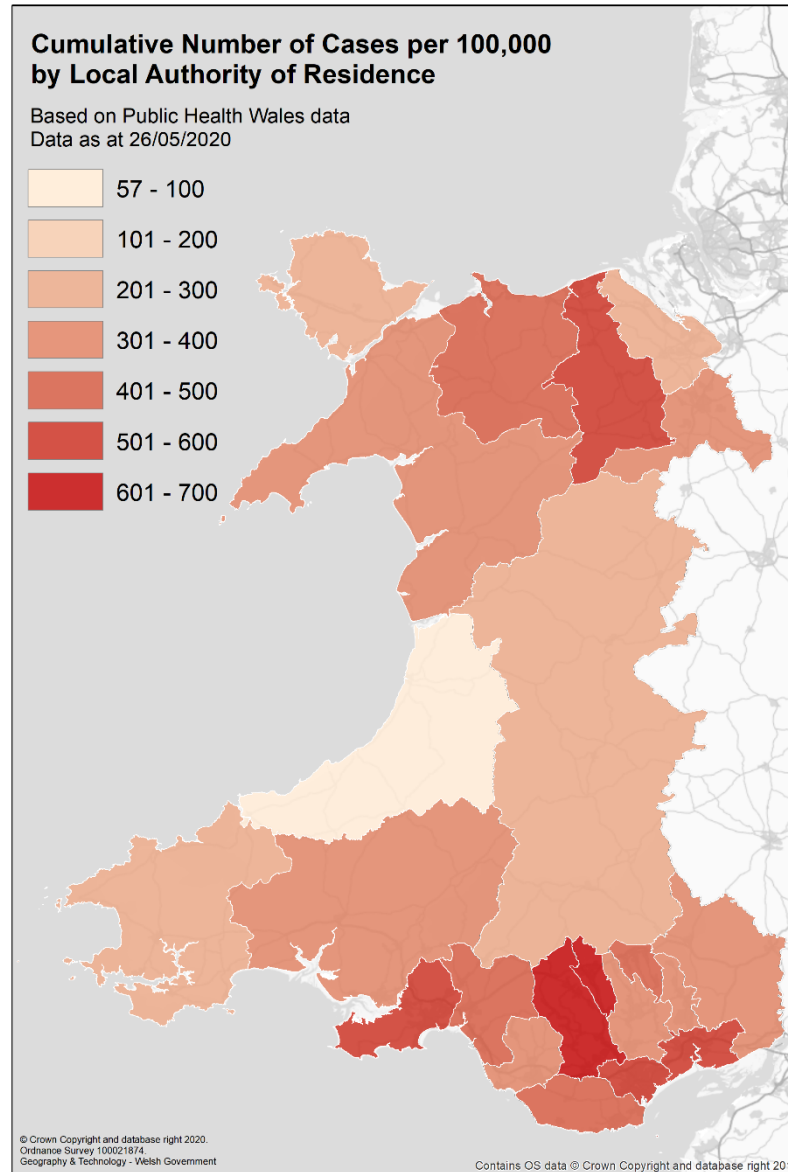 Cumulative Number of Cases per 100,000
by Local Authority of Residence
Based on Public Health Wales data
Data as at 26/05/2020
57 - 100
101 - 200
201 - 300
301 - 400
401 - 500
501 - 600
601 - 700
© Crown Copyright and database right 2020.
Ordnance Survey 100021874.
Geography & Technology - Welsh Government
Contains OS data © Crown Copyright and database right 20